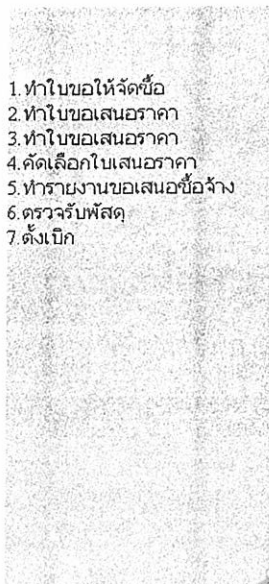 1.ทำใบขอให้จัดซื้อ
2.ทำใบขอเสนอราคา
3.ทำใบขอเสนอราคา
4.คัดเลือกใบเสนอราคา
5.ทำรายงานขอเสนอซื้อจ้าง
6.ตรวจรับพัสดุ
7.ตั้งเบิก